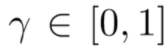 γ ∈ [0, 1]